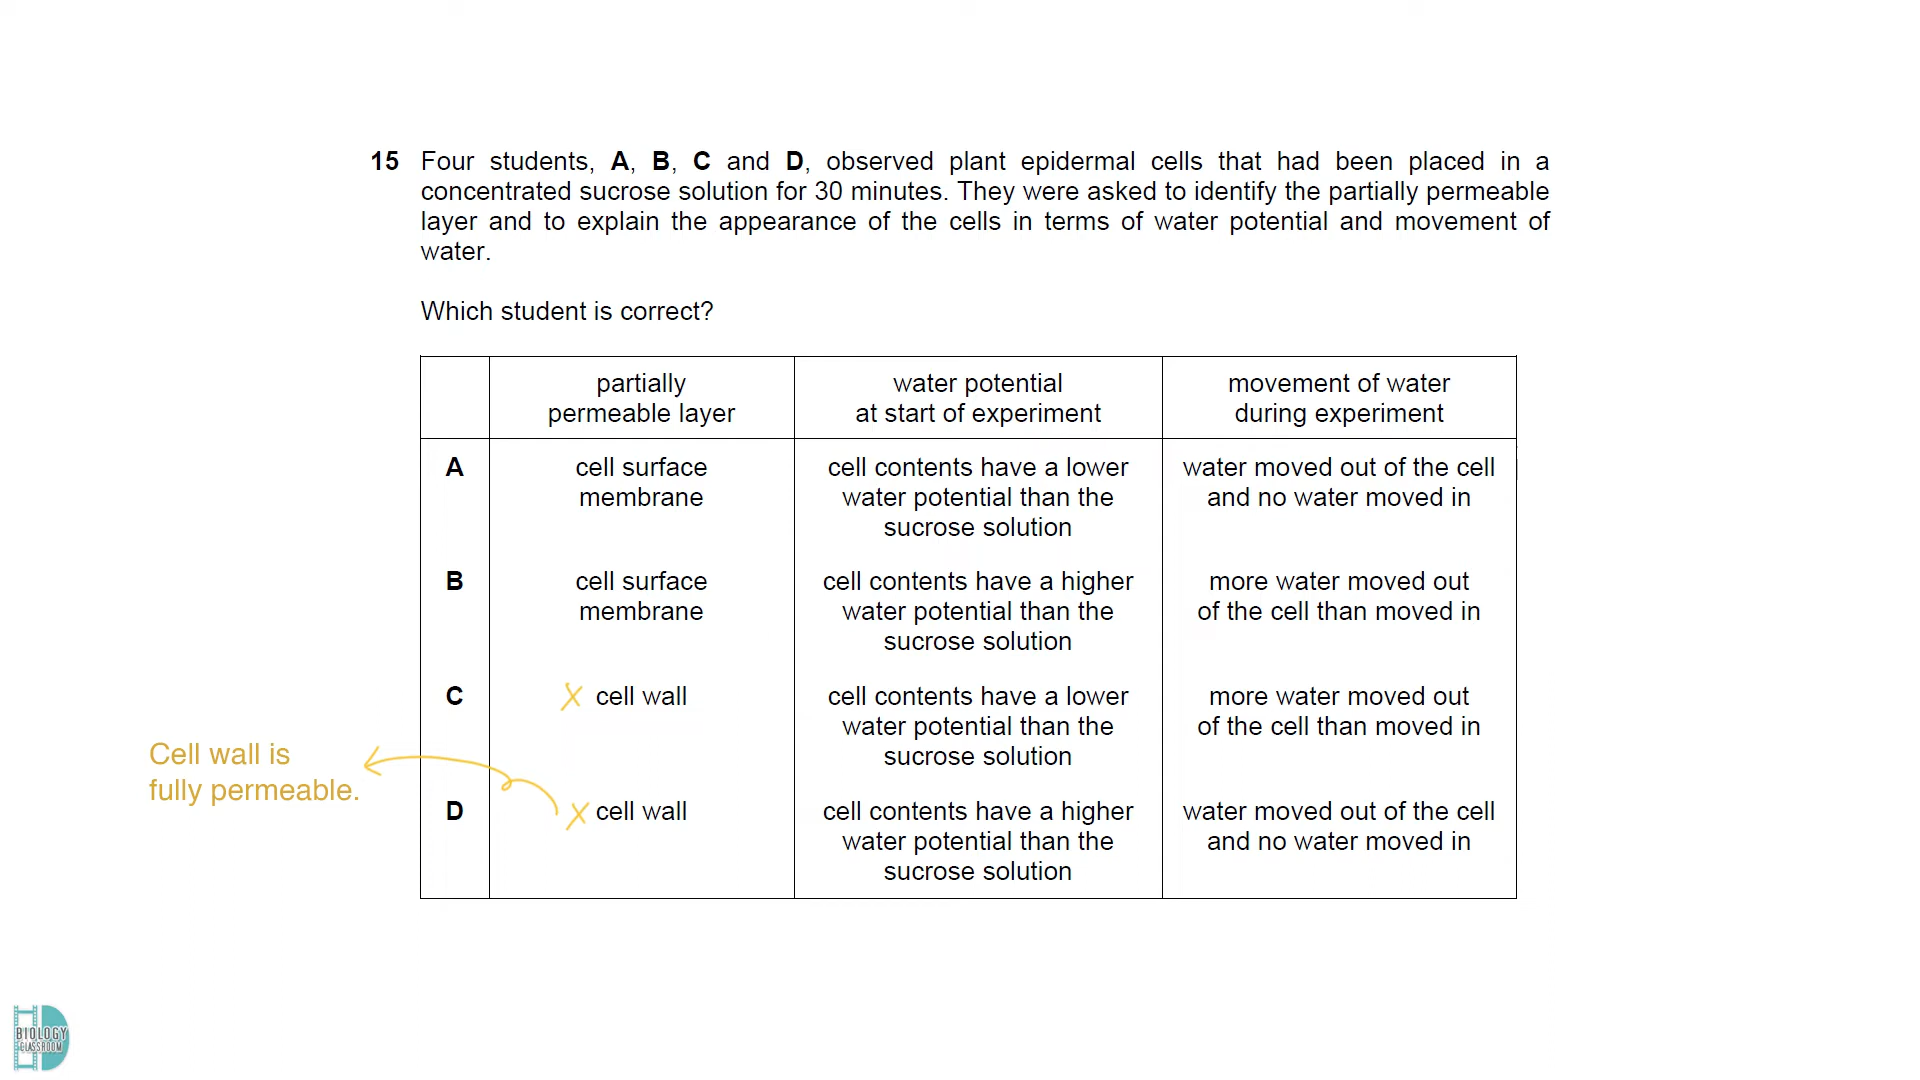 15 Four students, A, B, C and D, observed plant epidermal cells that had been placed in a
concentrated sucrose solution for 30 minutes. They were asked to identify the partially permeable
layer and to explain the appearance of the cells in terms of water potential and movement of
water.
Which student is correct?
partially
permeable layer
water potential
at start of experiment
movement of water
during experiment
A
cell surface
membrane
cell contents have a lower
water potential than the
sucrose solution
water moved out of the cell
and no water moved in
B
cell surface
membrane
cell contents have a higher
water potential than the
sucrose solution
more water moved out
of the cell than moved in
C
X cell wall
cell contents have a lower
water potential than the
sucrose solution
more water moved out
of the cell than moved in
Cell wall is
fully permeable.
D
X cell wall
cell contents have a higher
water potential than the
sucrose solution
water moved out of the cell
and no water moved in
BIOLOGY
CLASSROOM